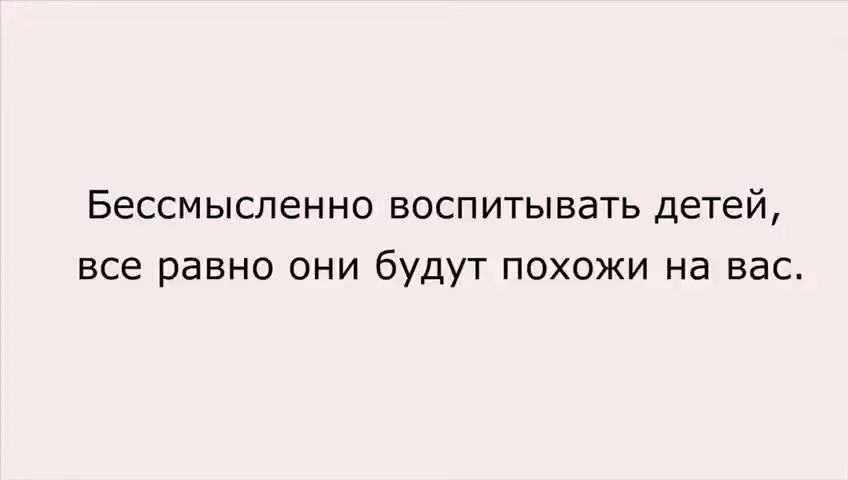 Бессмысленно воспитывать детей,
все равно они будут похожи на вас.